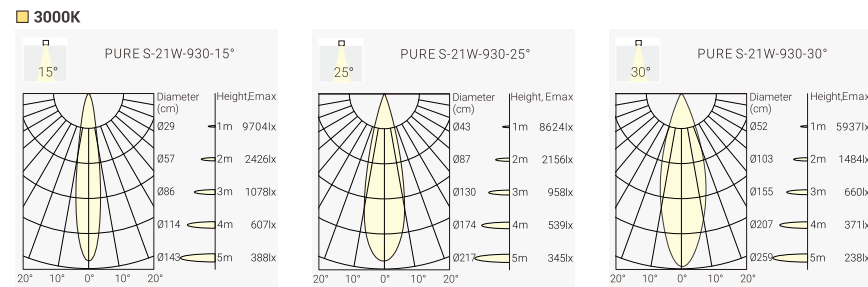 3000K
PURE S-21W-930-15°
15°
Diameter
(cm)
Height,Emax
Ø29 1m 9704lx
Ø57 2m 2426lx
Ø86 3m 1078lx
Ø114 4m 607lx
Ø143 5m 388lx
20° 10° 0° 10° 20°
PURE S-21W-930-25°
25°
Diameter
(cm)
Height, Emax
Ø43 1m 8624lx
Ø87 2m 2156lx
Ø130 3m 958lx
Ø174 4m 539lx
Ø217 5m 345lx
20° 10° 0° 10° 20°
PURE S-21W-930-30°
30°
Diameter
(cm)
Height,Emax
Ø52 1m 5937lx
Ø103 2m 1484lx
Ø155 3m 660lx
Ø207 4m 371lx
Ø259 5m 238lx
20° 10° 0° 10° 20°